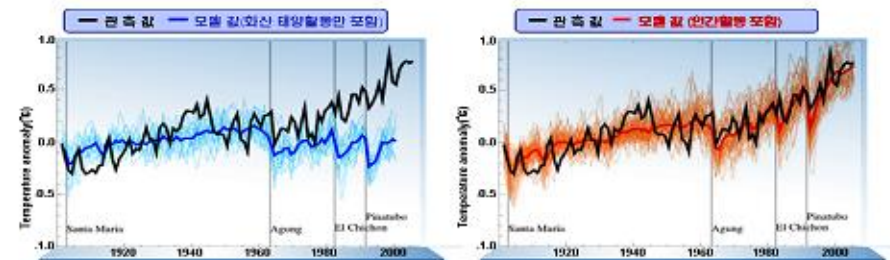 관측 값 모델 값(화산 태양활동만 포함)
1.0
0.5
0.0
-0.5
-1.0
Temperature anomaly(℃)
Santa Maria
Agung
El Chichon
Pinatubo
1920 1940 1960 1980 2000
관측 값 모델 값 (인간활동 포함)
1.0
0.5
0.0
-0.5
-1.0
Temperature anomaly(℃)
Santa Maria
Agung
El Chichon
Pinatubo
1920 1940 1960 1980 2000